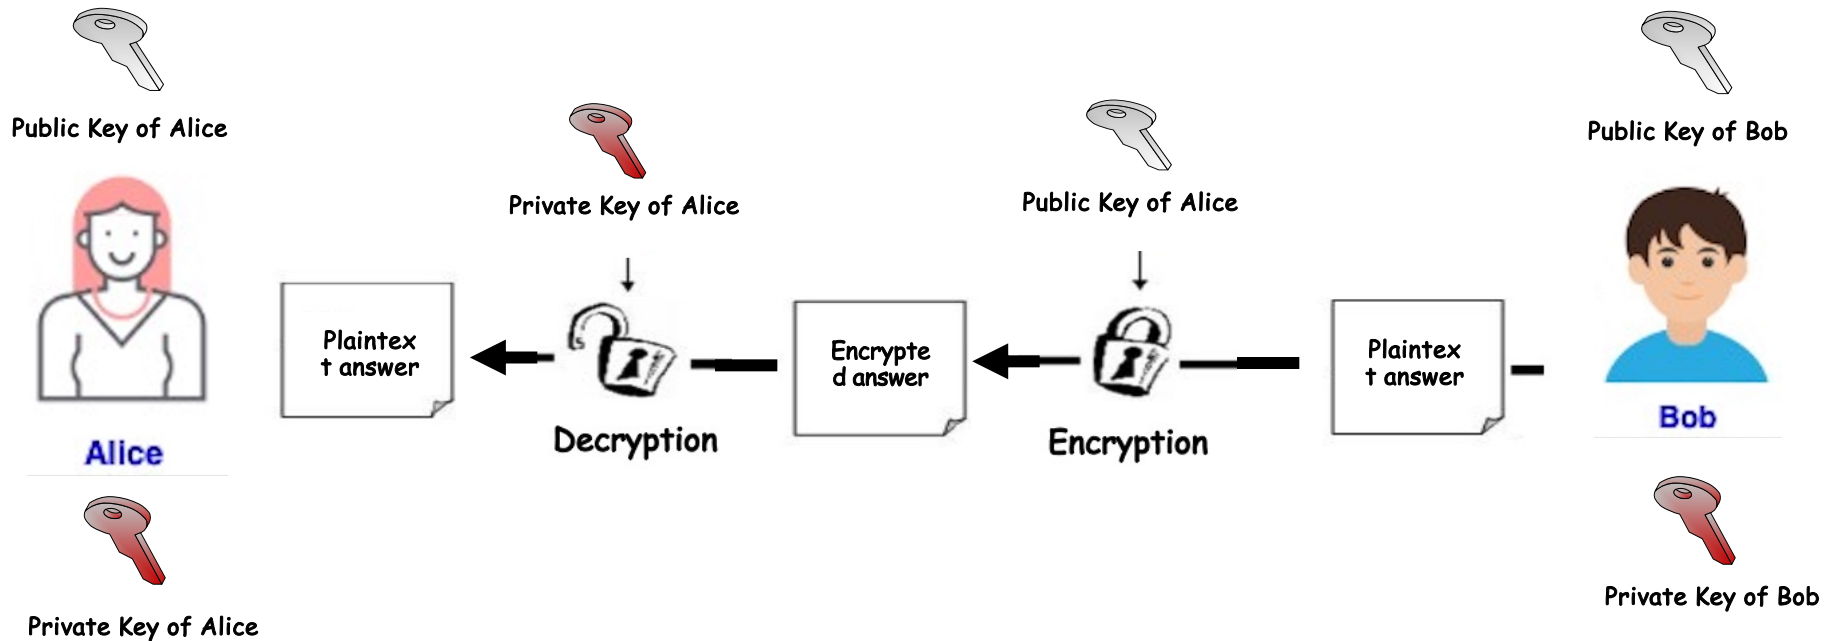 Public Key of Alice
Public Key of Bob
Private Key of Alice
Public Key of Alice
Plaintex
t answer
Encrypte
d answer
Plaintex
t answer
Decryption
Encryption
Alice
Bob
Private Key of Alice
Private Key of Bob